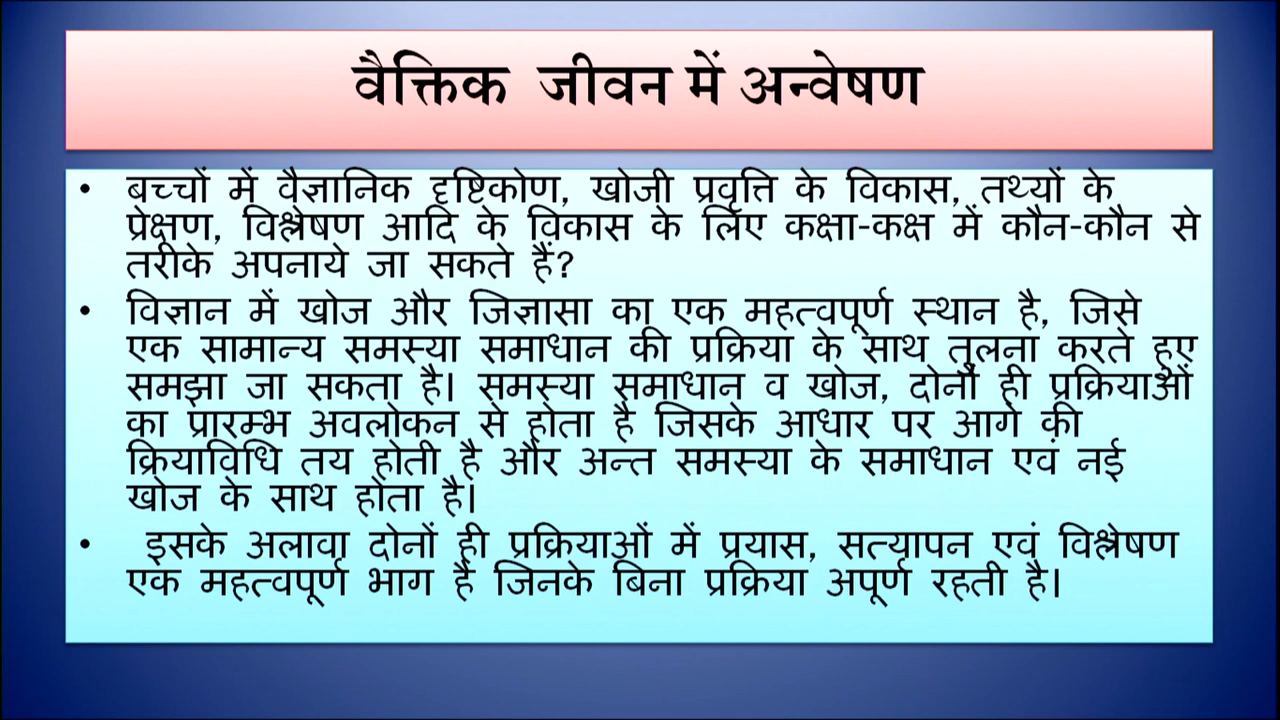 वैक्तिक जीवन में अन्वेषण
• बच्चों में वैज्ञानिक दृष्टिकोण, खोजी प्रवृत्ति के विकास, तथ्यों के
प्रेक्षण, विश्लेषण आदि के विकास के लिए कक्षा-कक्ष में कौन-कौन से
तरीके अपनाये जा सकते हैं?
• विज्ञान में खोज और जिज्ञासा का एक महत्वपूर्ण स्थान है, जिसे
एक सामान्य समस्या समाधान की प्रक्रिया के साथ तुलना करते हुए
समझा जा सकता है। समस्या समाधान व खोज, दोनों ही प्रक्रियाओं
का प्रारम्भ अवलोकन से होता है जिसके आधार पर आगे की
क्रियाविधि तय होती है और अन्त समस्या के समाधान एवं नई
खोज के साथ होता है।
• इसके अलावा दोनों ही प्रक्रियाओं में प्रयास, सत्यापन एवं विश्लेषण
एक महत्वपूर्ण भाग है जिनके बिना प्रक्रिया अपूर्ण रहती है।